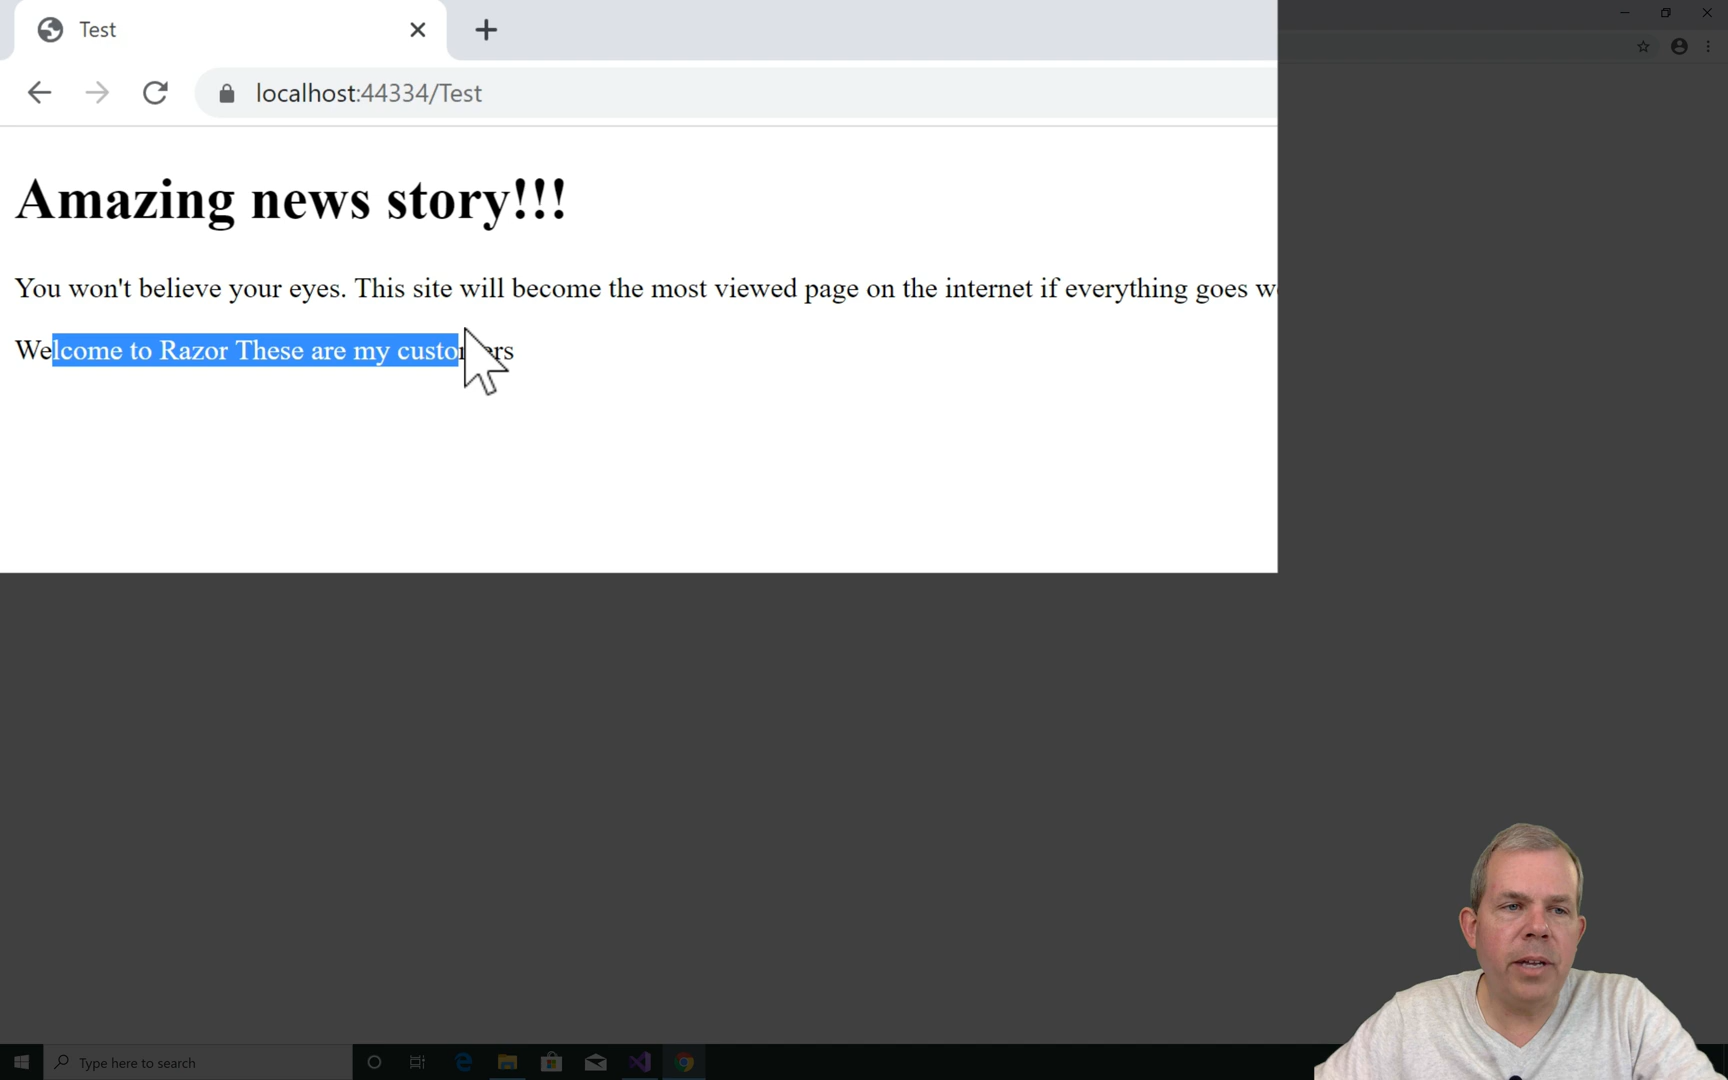 Test
localhost:44334/Test
Amazing news story!!!
You won't believe your eyes. This site will become the most viewed page on the internet if everything goes
Welcome to Razor These are my customers
Type here to search